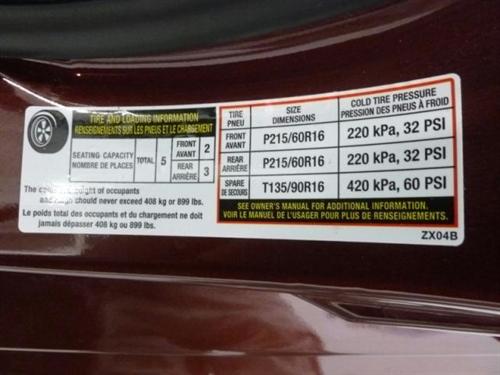 TIRE AND LOADING INFORMATION
RENSEIGNEMENTS SUR LES PNEUS ET LE CHARGEMENT
SEATING CAPACITY
NOMBRE DE PLACES
TOTAL 5
FRONT
AVANT 2
REAR
ARRIÈRE 3
The co weight of occupants
and cargo should never exceed 408 kg or 899 lbs.
Le poids total des occupants et du chargement ne doit
jamais dépasser 408 kg ou 899 lbs.
TIRE
PNEU
SIZE
DIMENSIONS
COLD TIRE PRESSURE
PRESSION DES PNEUS À FROID
FRONT
AVANT
P215/60R16
220 kPa, 32 PSI
REAR
ARRIÈRE
P215/60R16
220 kPa, 32 PSI
SPARE
DE SECOURS
T135/90R16
420 kPa, 60 PSI
SEE OWNER'S MANUAL FOR ADDITIONAL INFORMATION.
VOIR LE MANUEL DE L'USAGER POUR PLUS DE RENSEIGNEMENTS.
ZX04B